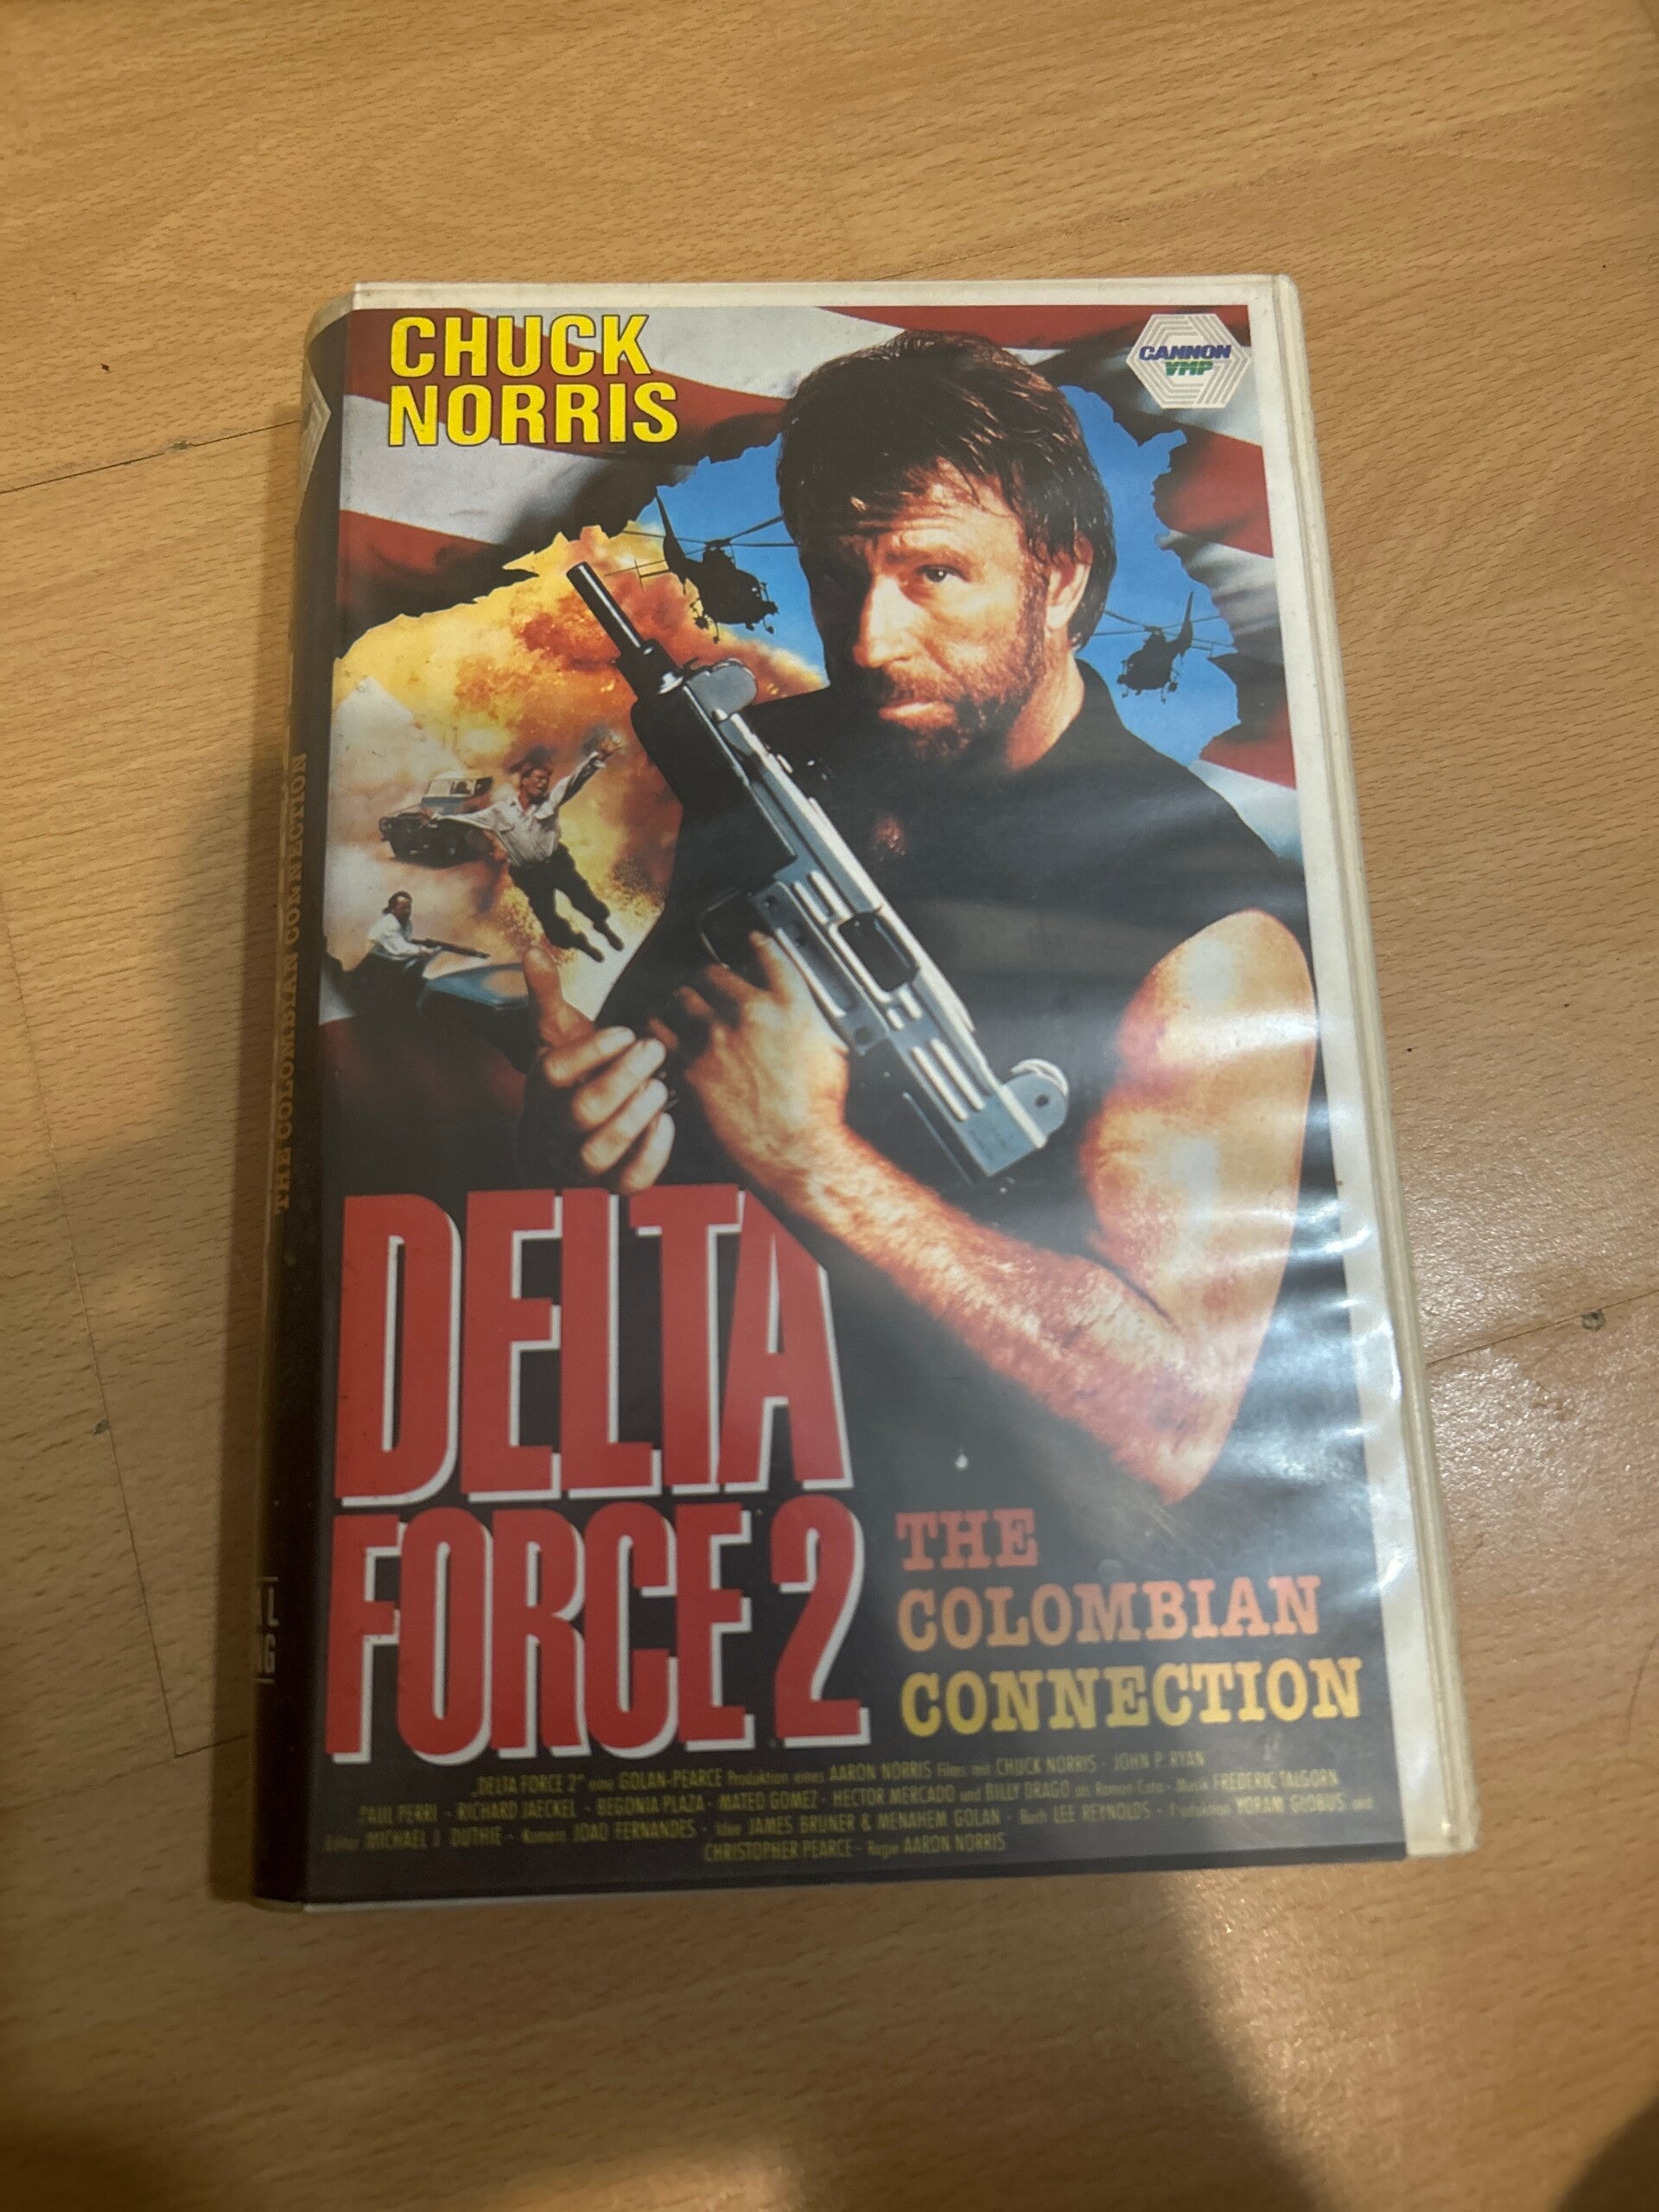 CHUCK
NORRIS
CANNON
VMP
THE COLOMBIAN CONNECTION
DELTA
FORCE 2
THE
COLOMBIAN
CONNECTION
„DELTA FORCE 2“ eine GOLAN-PEARCE Produktion eines AARON NORRIS Films mit CHUCK NORRIS · JOHN P. RYAN
PAUL PERRI · RICHARD JAECKEL · BEGONIA PLAZA · MATEO GOMEZ · HECTOR MERCADO und BILLY DRAGO als Ramon Cota · Musik FREDERIC TALGORN
Editor MICHAEL J. DUTHIE · Kamera JOAO FERNANDES · Idee JAMES BRUNER & MENAHEM GOLAN · Buch LEE REYNOLDS · Produktion YORAM GLOBUS und
CHRISTOPHER PEARCE · Regie AARON NORRIS